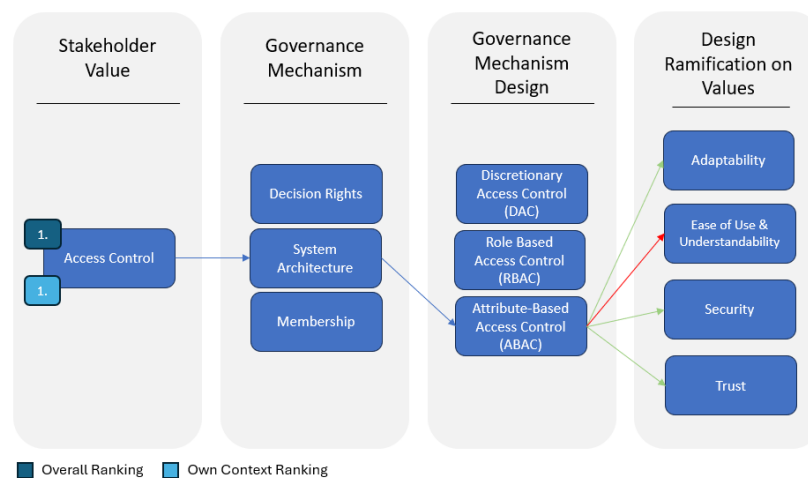 Stakeholder
Value
Governance
Mechanism
Governance
Mechanism
Design
Design
Ramification on
Values
1.
Access Control
1.
Decision Rights
System
Architecture
Membership
Discretionary
Access Control
(DAC)
Role Based
Access Control
(RBAC)
Attribute-Based
Access Control
(ABAC)
Adaptability
Ease of Use &
Understandability
Security
Trust
Overall Ranking
Own Context Ranking